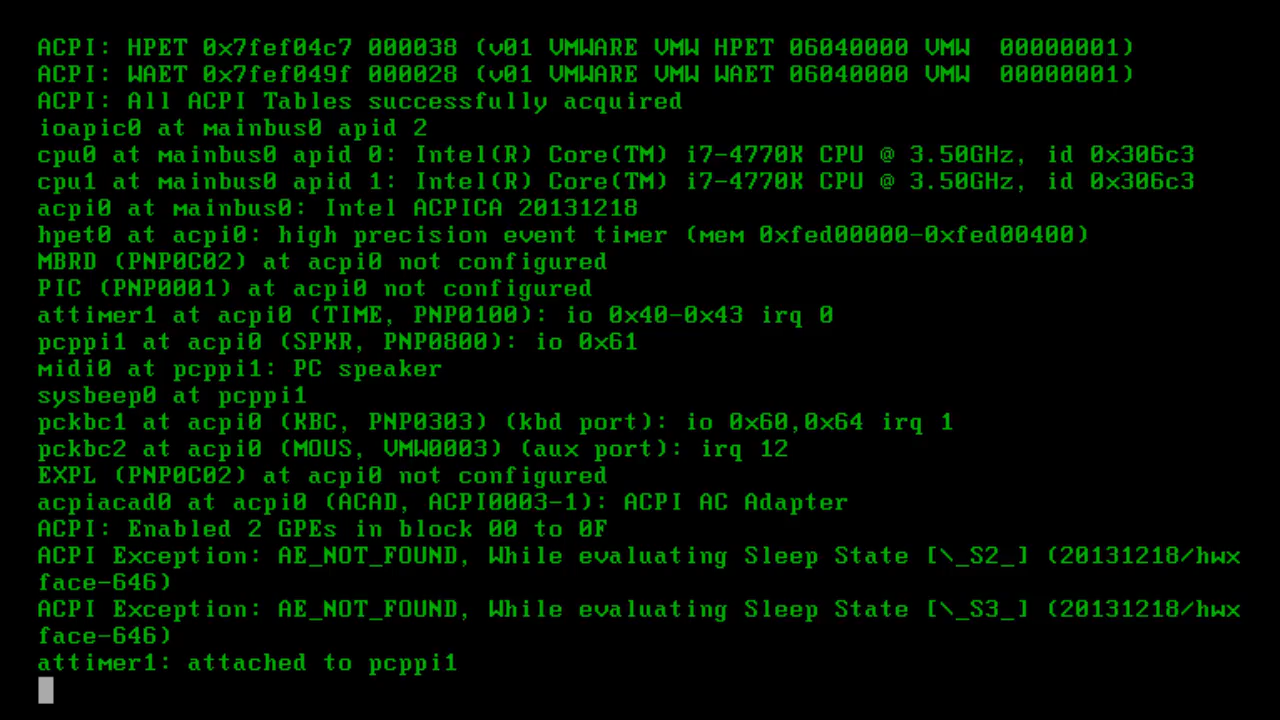 ACPI: HPET 0x7fef04c7 000038 (v01 VMWARE VMW HPET 06040000 VMW  00000001)
ACPI: WAET 0x7fef049f 000028 (v01 VMWARE VMW WAET 06040000 VMW  00000001)
ACPI: All ACPI Tables successfully acquired
ioapic0 at mainbus0 apid 2
cpu0 at mainbus0 apid 0: Intel(R) Core(TM) i7-4770K CPU @ 3.50GHz, id 0x306c3
cpu1 at mainbus0 apid 1: Intel(R) Core(TM) i7-4770K CPU @ 3.50GHz, id 0x306c3
acpi0 at mainbus0: Intel ACPICA 20131218
hpet0 at acpi0: high precision event timer (mem 0xfed00000-0xfed00400)
MBRD (PNP0C02) at acpi0 not configured
PIC (PNP0001) at acpi0 not configured
attimer1 at acpi0 (TIME, PNP0100): io 0x40-0x43 irq 0
pcppi1 at acpi0 (SPKR, PNP0800): io 0x61
midi0 at pcppi1: PC speaker
sysbeep0 at pcppi1
pckbc1 at acpi0 (KBC, PNP0303) (kbd port): io 0x60,0x64 irq 1
pckbc2 at acpi0 (MOUS, VMW0003) (aux port): irq 12
EXPL (PNP0C02) at acpi0 not configured
acpiacad0 at acpi0 (ACAD, ACPI0003-1): ACPI AC Adapter
ACPI: Enabled 2 GPEs in block 00 to 0F
ACPI Exception: AE_NOT_FOUND, While evaluating Sleep State [\_S2_] (20131218/hwx
face-646)
ACPI Exception: AE_NOT_FOUND, While evaluating Sleep State [\_S3_] (20131218/hwx
face-646)
attimer1: attached to pcppi1